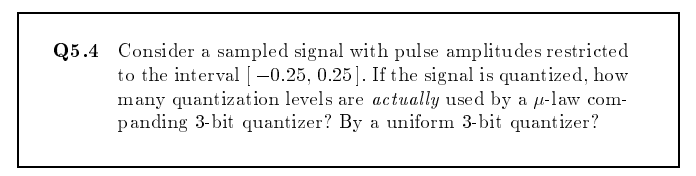 Q5.4 Consider a sampled signal with pulse amplitudes restricted
to the interval [ −0.25, 0.25 ]. If the signal is quantized, how
many quantization levels are actually used by a μ-law com-
panding 3-bit quantizer? By a uniform 3-bit quantizer?